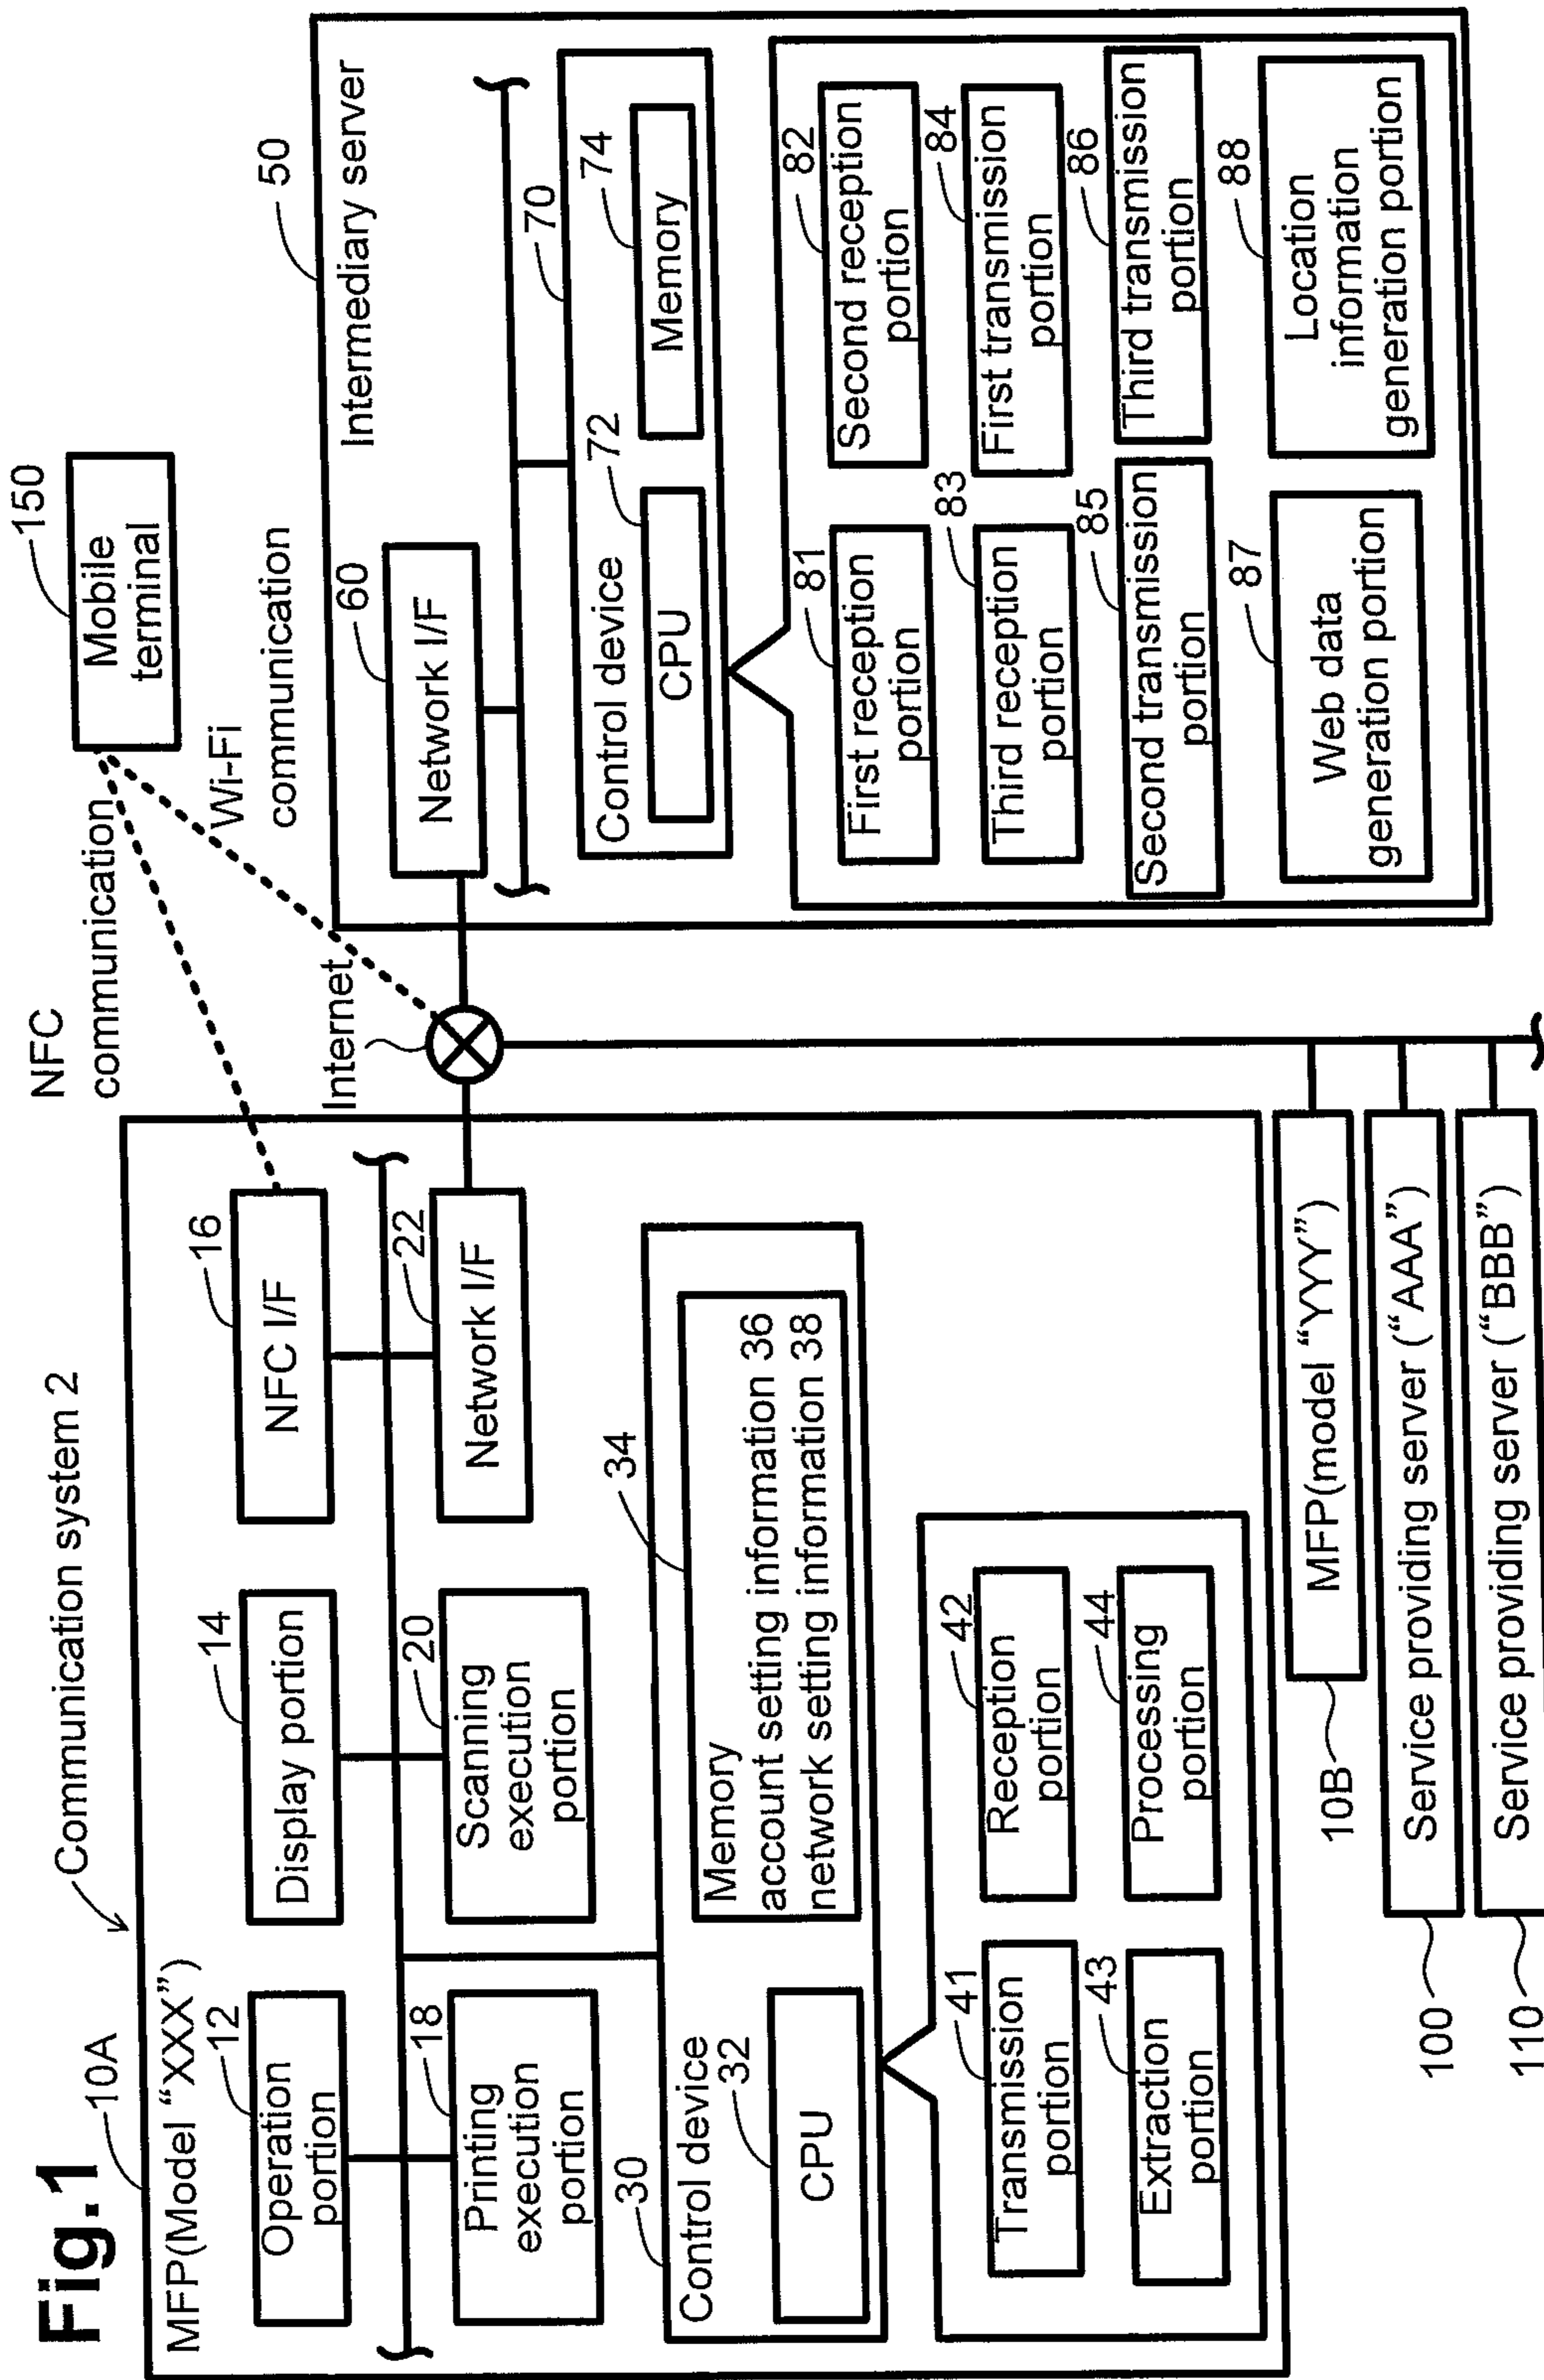 Fig.1
Communication system 2
10A
MFP(Model “XXX”)
12
Operation
portion
14
Display portion
16
NFC I/F
18
Printing
execution
portion
20
Scanning
execution
portion
22
Network I/F
30
Control device
32
CPU
34
Memory
account setting information 36
network setting information 38
41
Transmission
portion
42
Reception
portion
43
Extraction
portion
44
Processing
portion
10B
MFP(model “YYY”)
100
Service providing server (“AAA”)
110
Service providing server (“BBB”)
NFC
communication
Internet
Wi-Fi
communication
150
Mobile
terminal
50
Intermediary server
60
Network I/F
70
Control device
72
CPU
74
Memory
81
First reception
portion
82
Second reception
portion
83
Third reception
portion
84
First transmission
portion
85
Second transmission
portion
86
Third transmission
portion
87
Web data
generation portion
88
Location
information
generation portion